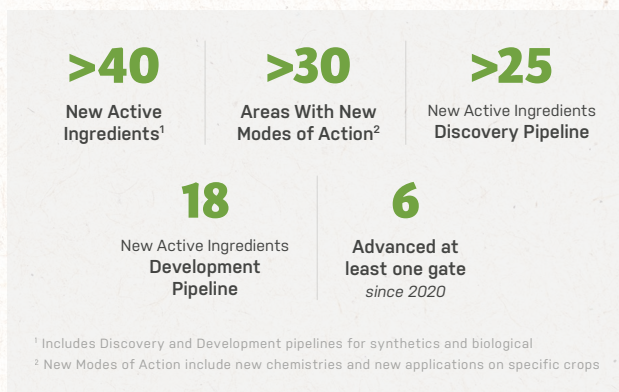 >40
New Active
Ingredients¹
>30
Areas With New
Modes of Action²
>25
New Active Ingredients
Discovery Pipeline
18
New Active Ingredients
Development
Pipeline
6
Advanced at
least one gate
since 2020
¹ Includes Discovery and Development pipelines for synthetics and biological
² New Modes of Action include new chemistries and new applications on specific crops